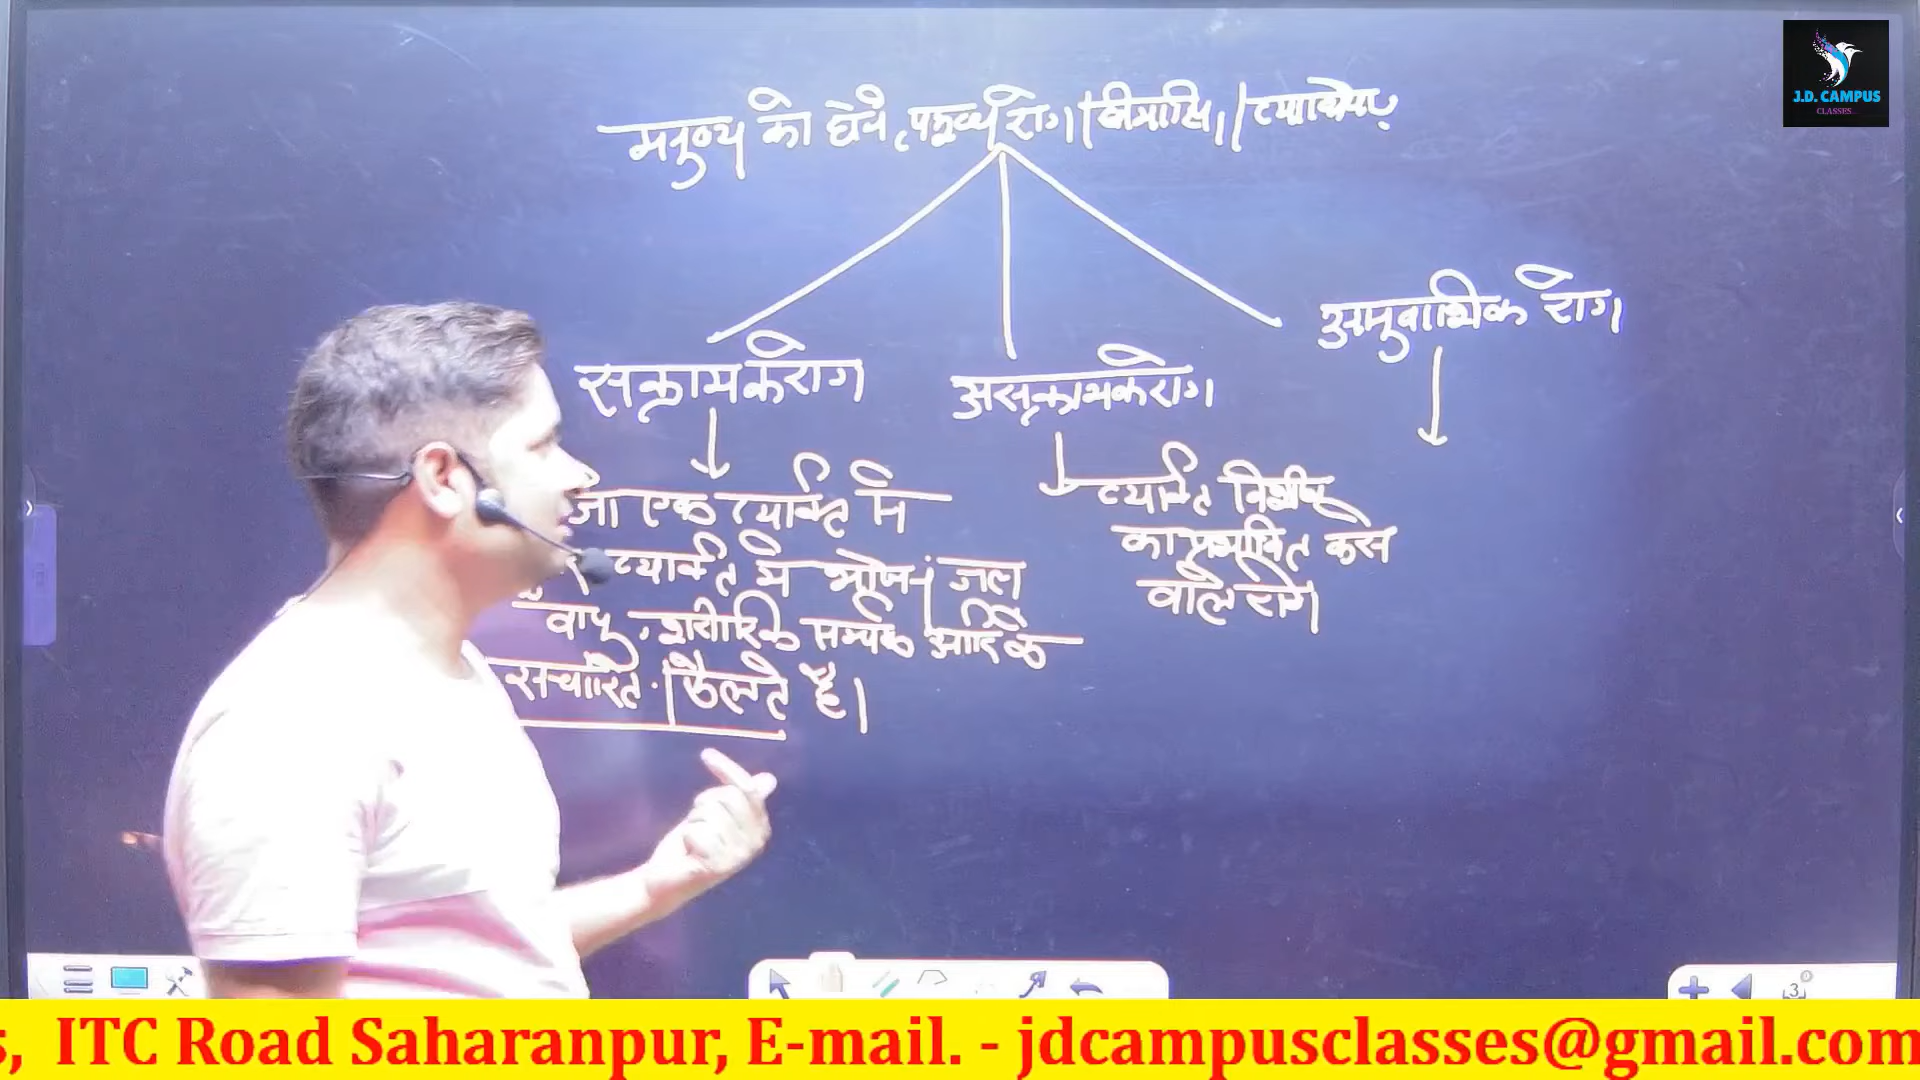 मनुष्य को होने वाले रोग / बीमारी / व्याधियां
संक्रामक रोग
असंक्रामक रोग
अनुवांशिक रोग
जो एक व्यक्ति से
व्यक्ति में भोजन, जल
वायु, शारीरिक सम्पर्क आदि के
संचारित / फैलते हैं।
व्यक्ति विशेष
को प्रभावित करने
वाले रोग
J.D. CAMPUS
CLASSES
s, ITC Road Saharanpur, E-mail. - jdcampusclasses@gmail.com